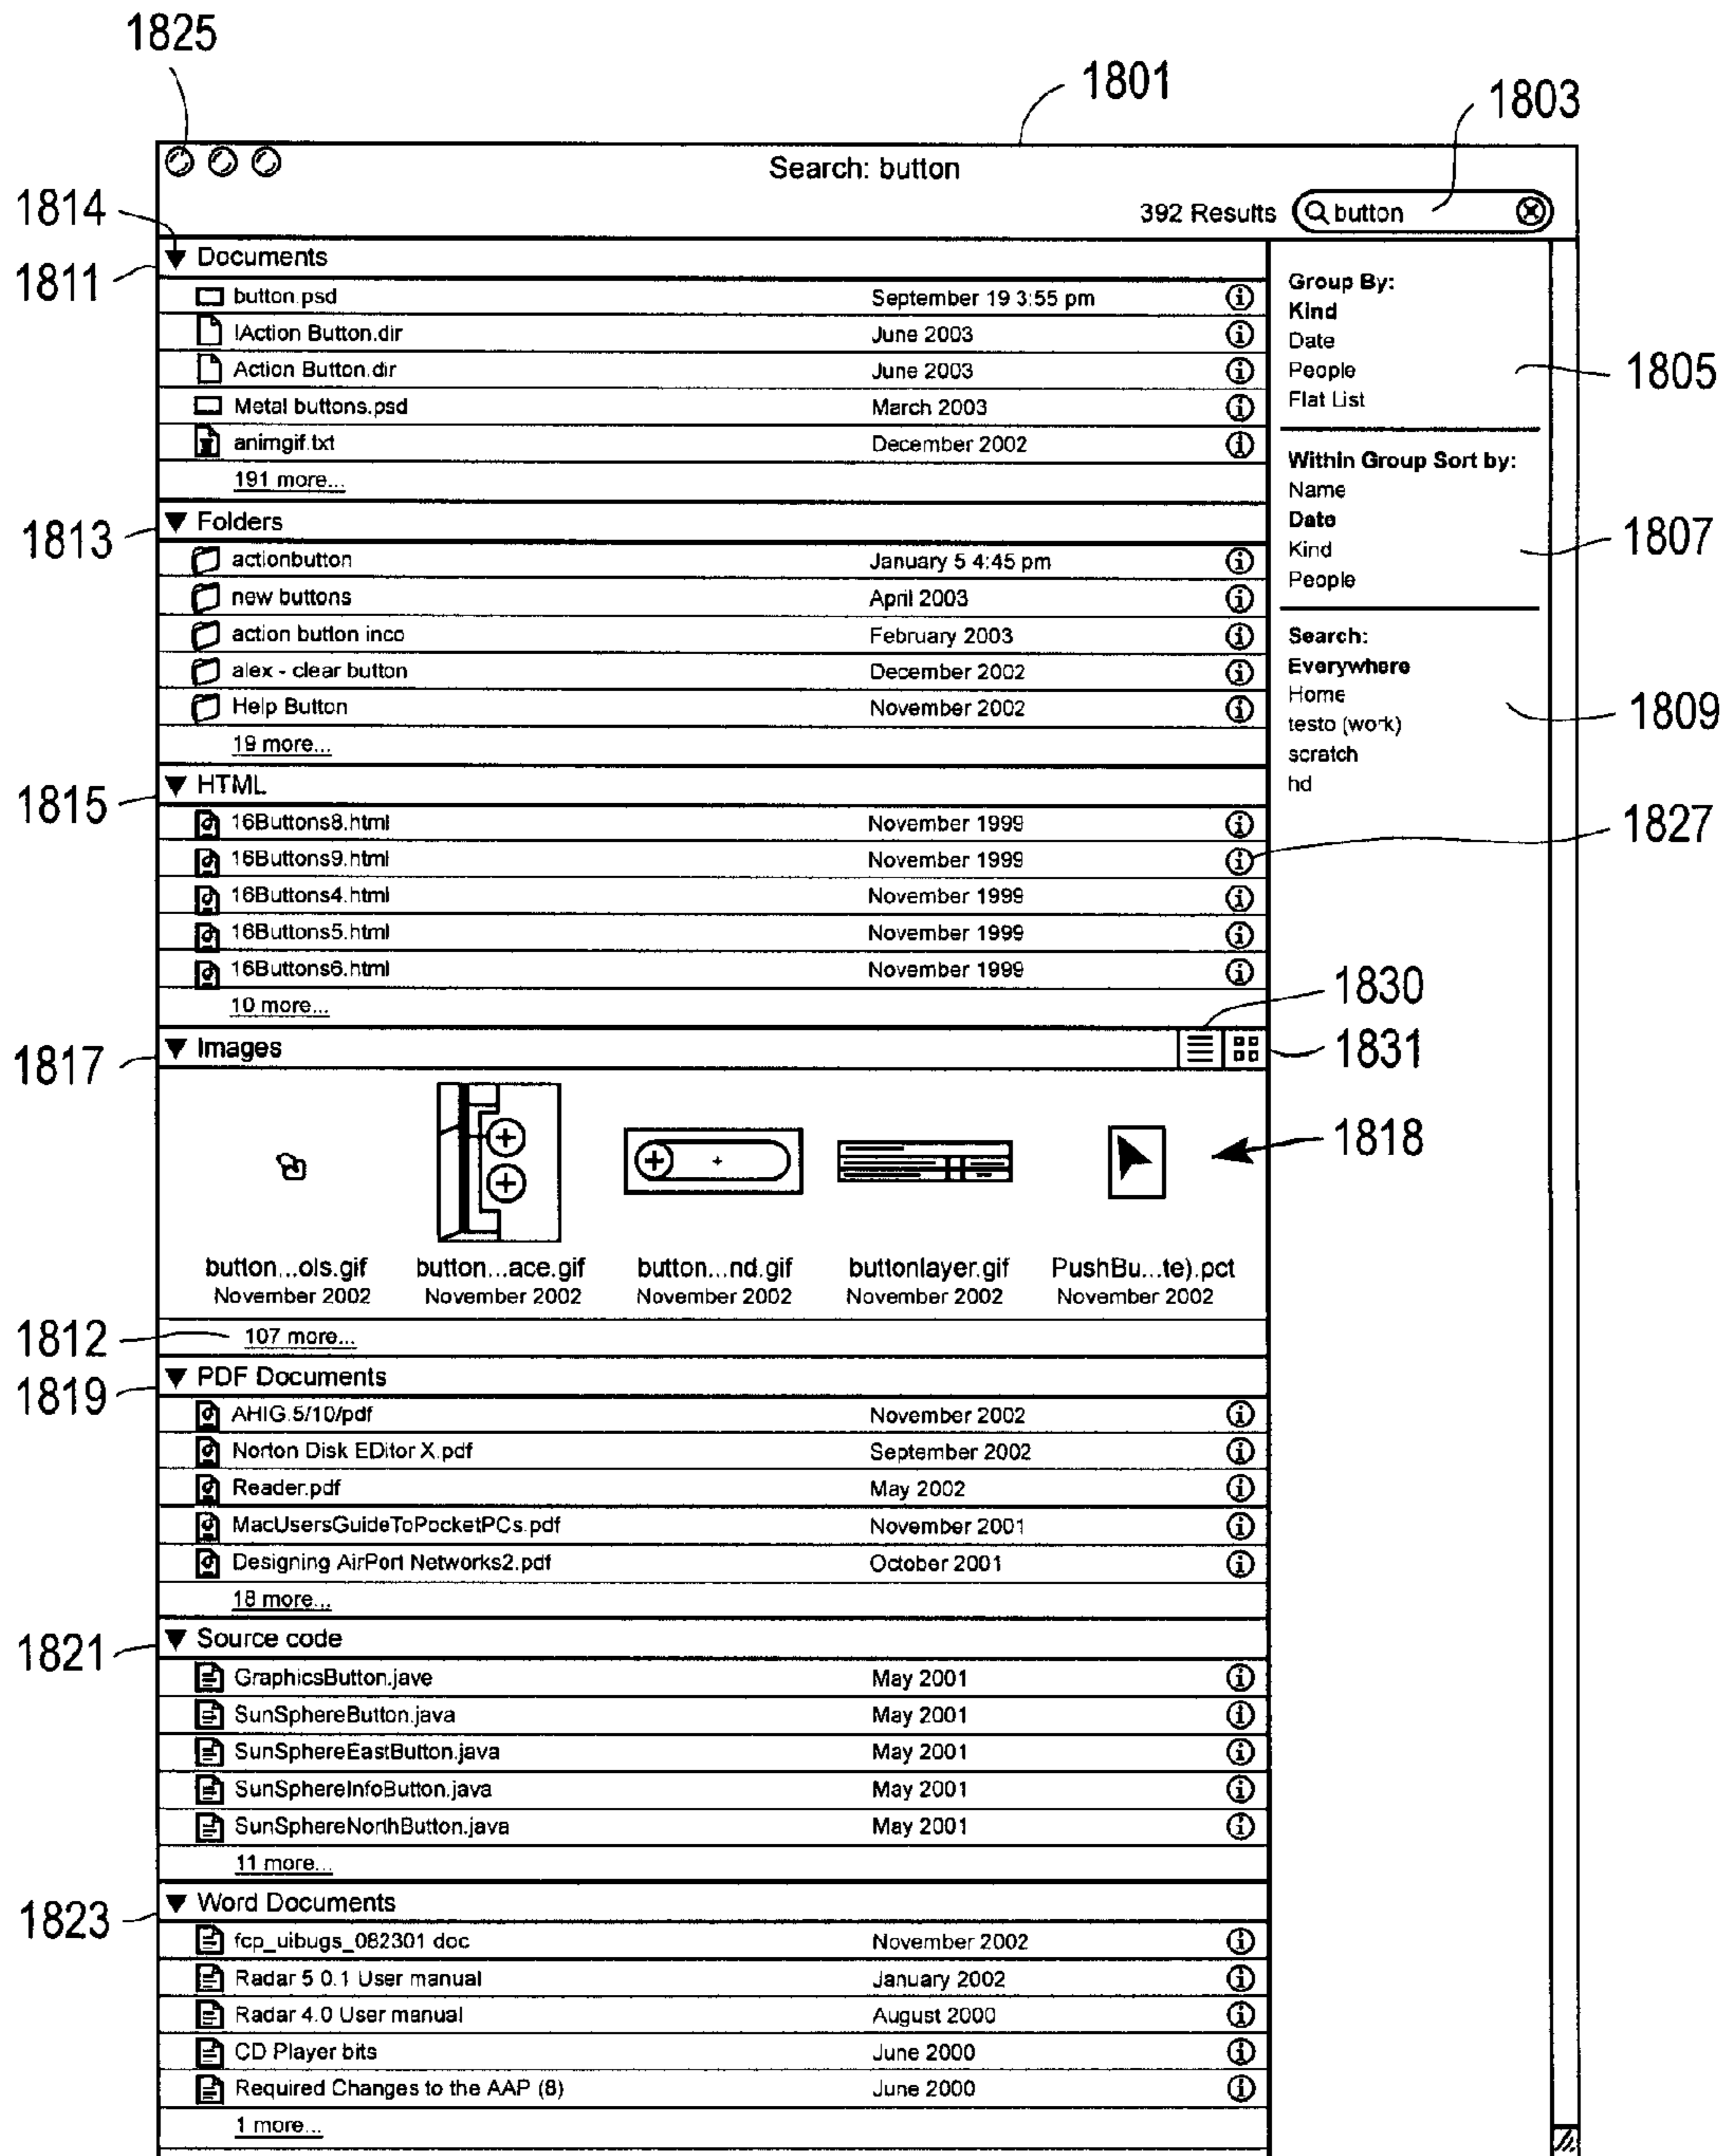 1825
1801
1803
Search: button
392 Results button
1814
1811
Documents
button.psd September 19 3:55 pm
!Action Button.dir June 2003
Action Button.dir June 2003
Metal buttons.psd March 2003
animgif.txt December 2002
191 more...
1813
Folders
actionbutton January 5 4:45 pm
new buttons April 2003
action button inco February 2003
alex - clear button December 2002
Help Button November 2002
19 more...
1815
HTML
16Buttons8.html November 1999
16Buttons9.html November 1999
16Buttons4.html November 1999
16Buttons5.html November 1999
16Buttons6.html November 1999
10 more...
1817
Images
1830
1831
1818
button...ols.gif button...ace.gif button...nd.gif buttonlayer.gif PushBu...te).pct
November 2002 November 2002 November 2002 November 2002 November 2002
1812
107 more...
1819
PDF Documents
AHIG.5/10/pdf November 2002
Norton Disk EDitor X.pdf September 2002
Reader.pdf May 2002
MacUsersGuideToPocketPCs.pdf November 2001
Designing AirPort Networks2.pdf October 2001
18 more...
1821
Source code
GraphicsButton.jave May 2001
SunSphereButton.java May 2001
SunSphereEastButton.java May 2001
SunSphereInfoButton.java May 2001
SunSphereNorthButton.java May 2001
11 more...
1823
Word Documents
fcp_uibugs_082301 doc November 2002
Radar 5 0.1 User manual January 2002
Radar 4.0 User manual August 2000
CD Player bits June 2000
Required Changes to the AAP (8) June 2000
1 more...
Group By:
Kind
Date
People
Flat List
1805
Within Group Sort by:
Name
Date
Kind
People
1807
Search:
Everywhere
Home
testo (work)
scratch
hd
1809
1827